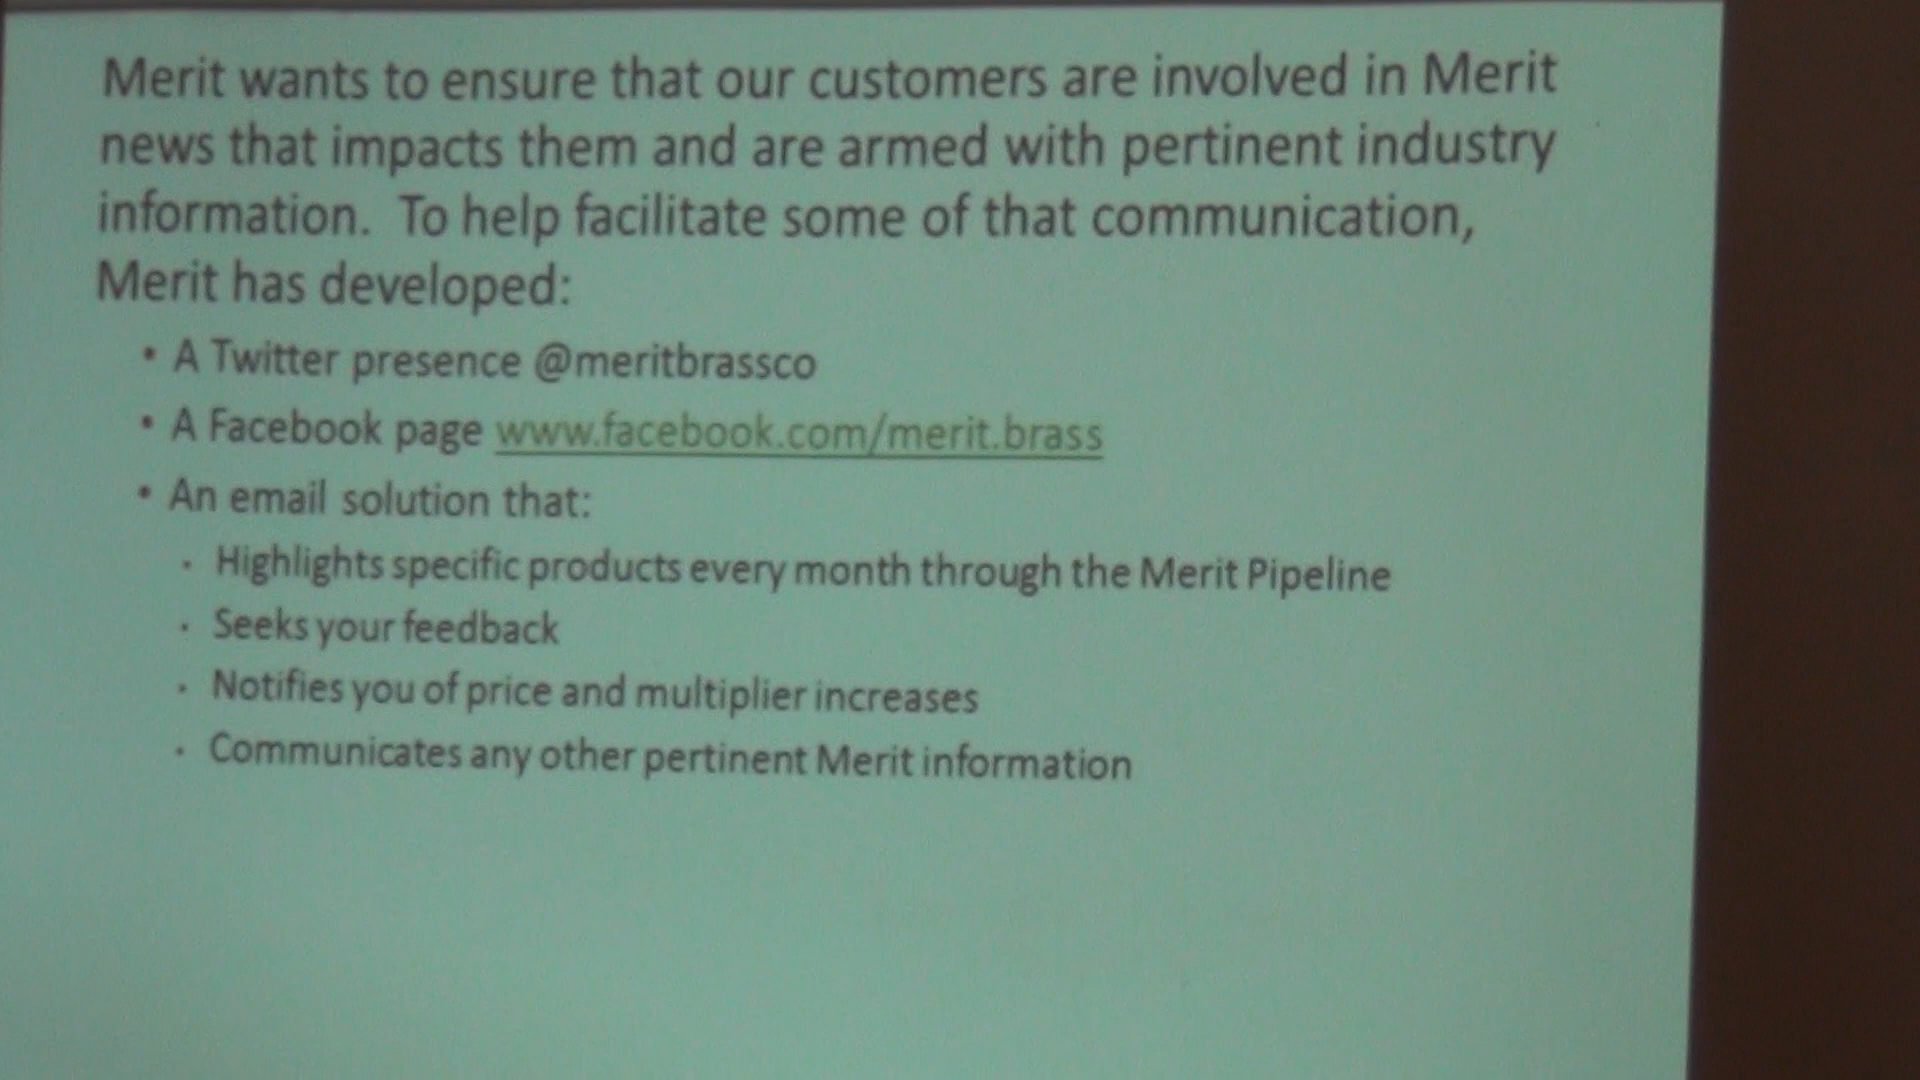 Merit wants to ensure that our customers are involved in Merit
news that impacts them and are armed with pertinent industry
information. To help facilitate some of that communication,
Merit has developed:
• A Twitter presence @meritbrassco
• A Facebook page www.facebook.com/merit.brass
• An email solution that:
• Highlights specific products every month through the Merit Pipeline
• Seeks your feedback
• Notifies you of price and multiplier increases
• Communicates any other pertinent Merit information